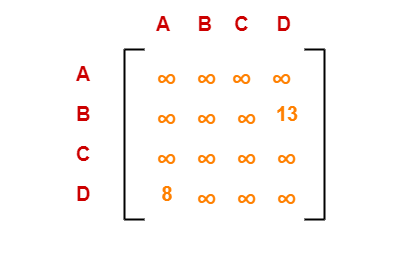 A B C D
A ∞ ∞ ∞ ∞
B ∞ ∞ ∞ 13
C ∞ ∞ ∞ ∞
D 8 ∞ ∞ ∞